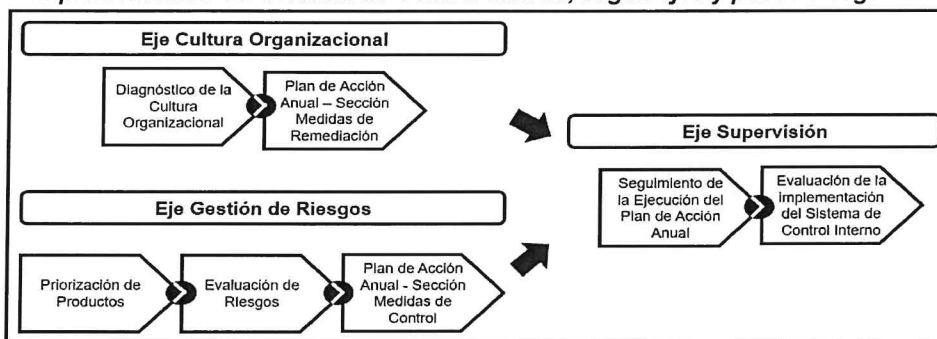 Eje Cultura Organizacional
Diagnóstico de la
Cultura
Organizacional
Plan de Acción
Anual – Sección
Medidas de
Remediación
Eje Gestión de Riesgos
Priorización de
Productos
Evaluación de
Riesgos
Plan de Acción
Anual - Sección
Medidas de
Control
Eje Supervisión
Seguimiento de
la Ejecución del
Plan de Acción
Anual
Evaluación de la
implementación
del Sistema de
Control Interno